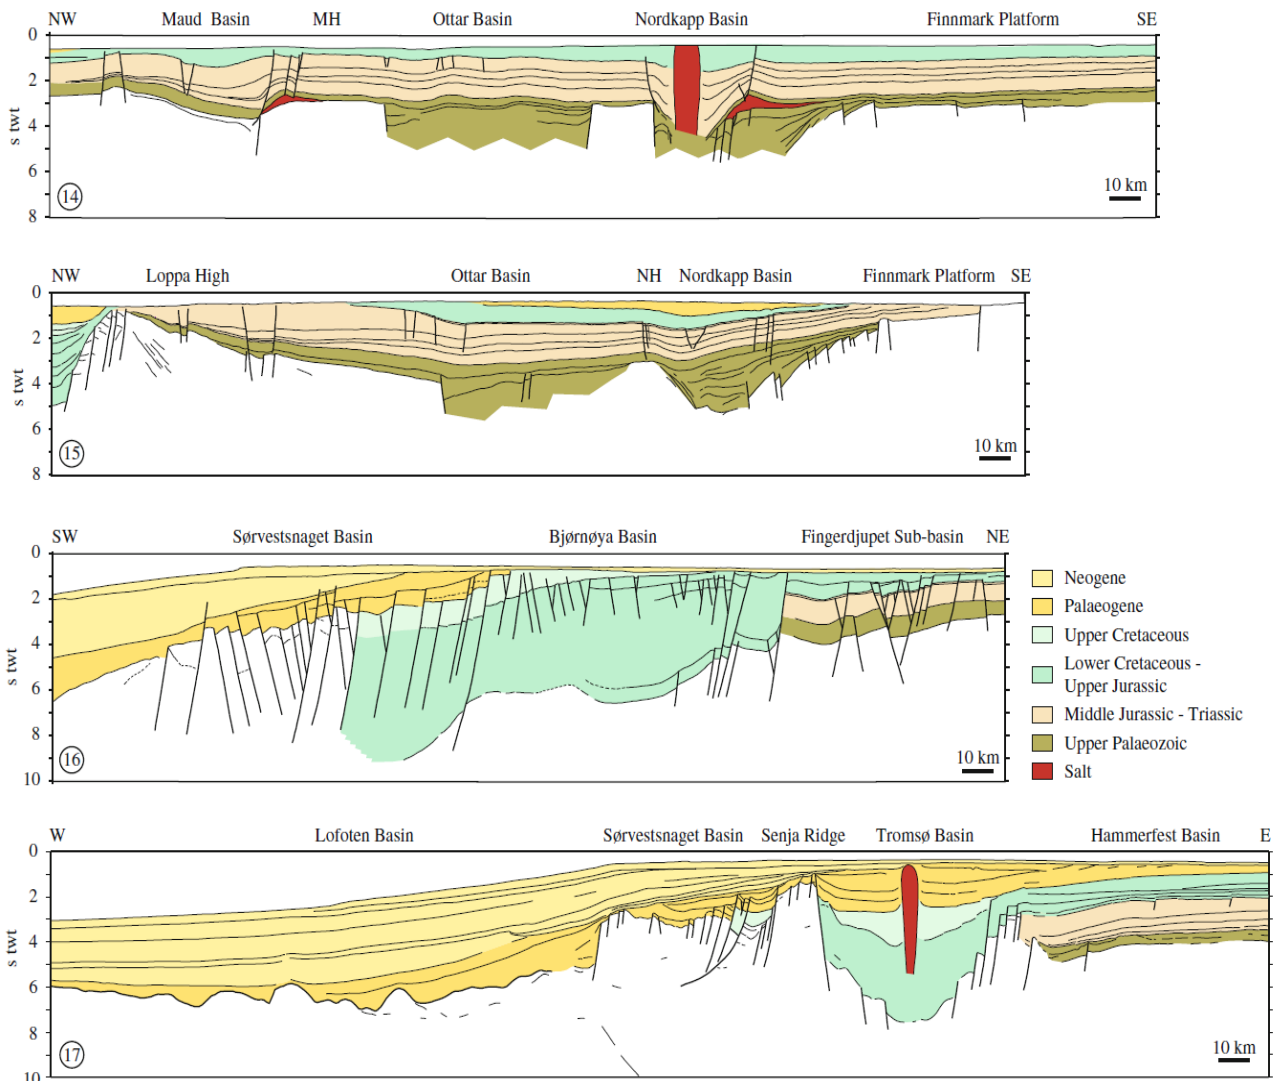 NW Maud Basin MH Ottar Basin Nordkapp Basin Finnmark Platform SE
0
2
4
6
8
s twt
14
10 km
NW Loppa High Ottar Basin NH Nordkapp Basin Finnmark Platform SE
0
2
4
6
8
s twt
15
10 km
SW Sørvestsnaget Basin Bjørnøya Basin Fingerdjupet Sub-basin NE
0
2
4
6
8
10
s twt
16
10 km
Neogene
Palaeogene
Upper Cretaceous
Lower Cretaceous -
Upper Jurassic
Middle Jurassic - Triassic
Upper Palaeozoic
Salt
W Lofoten Basin Sørvestsnaget Basin Senja Ridge Tromsø Basin Hammerfest Basin E
0
2
4
6
8
10
s twt
17
10 km